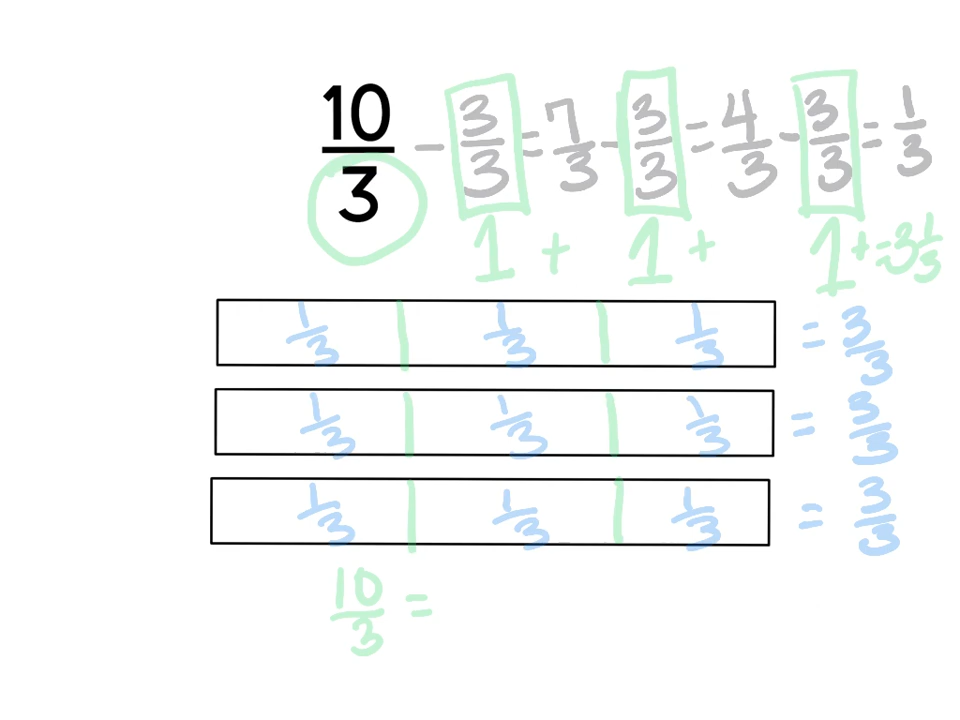 10/3 - 3/3 = 7/3 - 3/3 = 4/3 - 3/3 = 1/3
1 + 1 + 1 + = 3 1/3
1/3 1/3 1/3 = 3/3
1/3 1/3 1/3 = 3/3
1/3 1/3 1/3 = 3/3
10/3 =